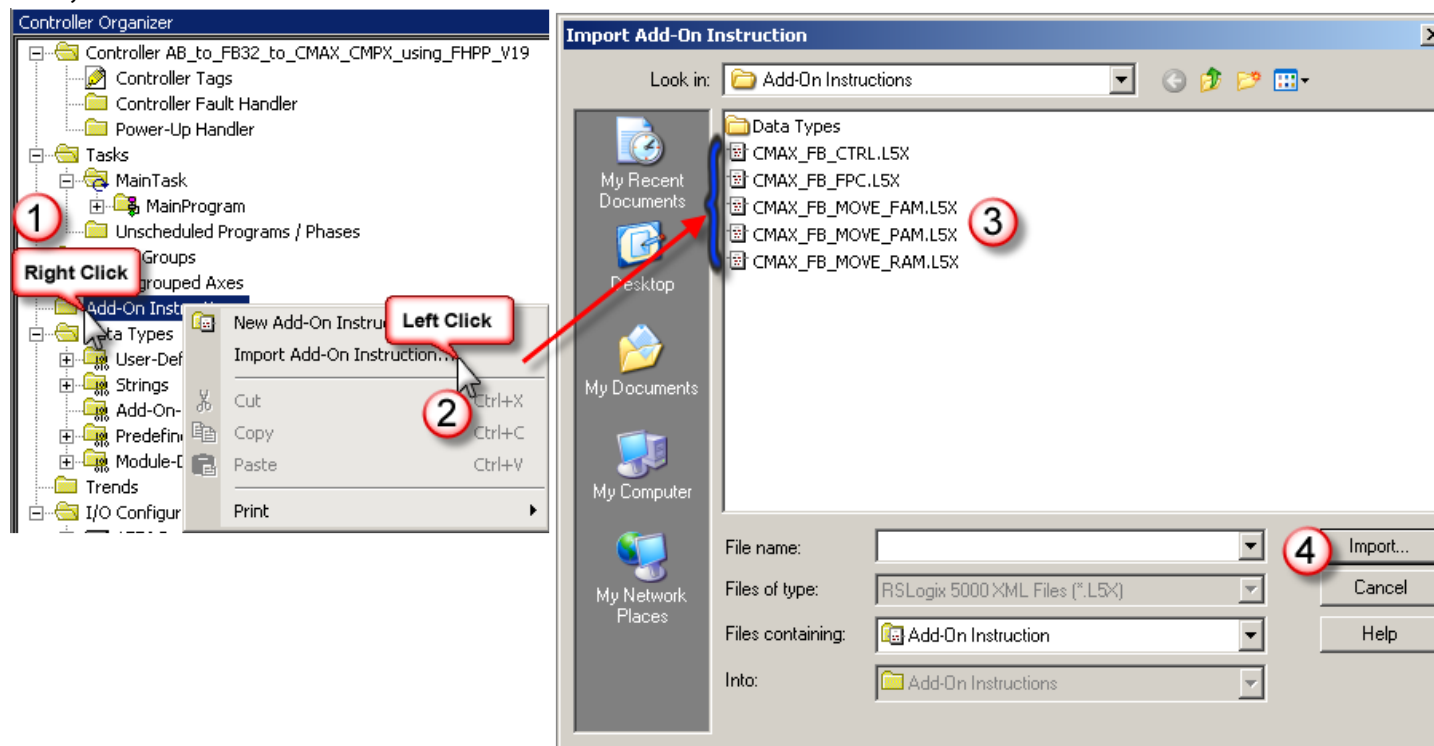 Controller Organizer
Controller AB_to_FB32_to_CMAX_CMPX_using_FHPP_V19
Controller Tags
Controller Fault Handler
Power-Up Handler
Tasks
MainTask
MainProgram
Unscheduled Programs / Phases
1
Groups
Right Click
grouped Axes
Add-On Inst
Data Types
User-Def
Strings
Add-On-
Predefin
Module-D
Trends
I/O Configur
New Add-On Instru
Left Click
Import Add-On Instruction...
2
Cut Ctrl+X
Copy Ctrl+C
Paste Ctrl+V
Print
Import Add-On Instruction
Look in: Add-On Instructions
My Recent
Documents
Desktop
My Documents
My Computer
My Network
Places
Data Types
CMAX_FB_CTRL.L5X
CMAX_FB_FPC.L5X
CMAX_FB_MOVE_FAM.L5X
CMAX_FB_MOVE_PAM.L5X
CMAX_FB_MOVE_RAM.L5X
3
File name:
4
Import...
Files of type: RSLogix 5000 XML Files (*.L5X)
Cancel
Files containing: Add-On Instruction
Help
Into: Add-On Instructions